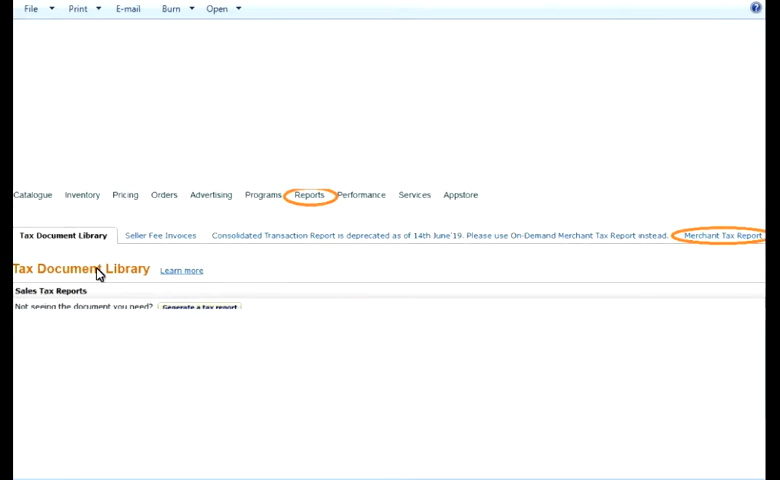 File Print E-mail Burn Open
Catalogue Inventory Pricing Orders Advertising Programs Reports Performance Services Appstore
Tax Document Library Seller Fee Invoices Consolidated Transaction Report is deprecated as of 14th June'19. Please use On-Demand Merchant Tax Report instead. Merchant Tax Report
Tax Document Library Learn more
Sales Tax Reports
Not seeing the document you need? Generate a tax report